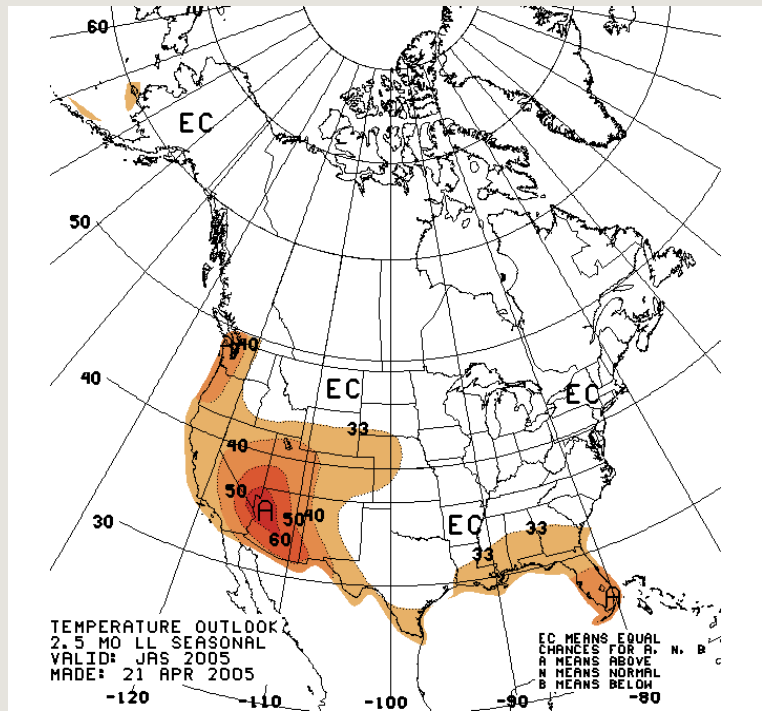 70
60
EC
50
40
A
40
EC
EC
33
40
50
A
50
40
60
EC
33
33
30
A
TEMPERATURE OUTLOOK
2.5 MO LL SEASONAL
VALID: JAS 2005
MADE: 21 APR 2005
EC MEANS EQUAL
CHANCES FOR A, N, B
A MEANS ABOVE
N MEANS NORMAL
B MEANS BELOW
-120
-110
-100
-90
-80